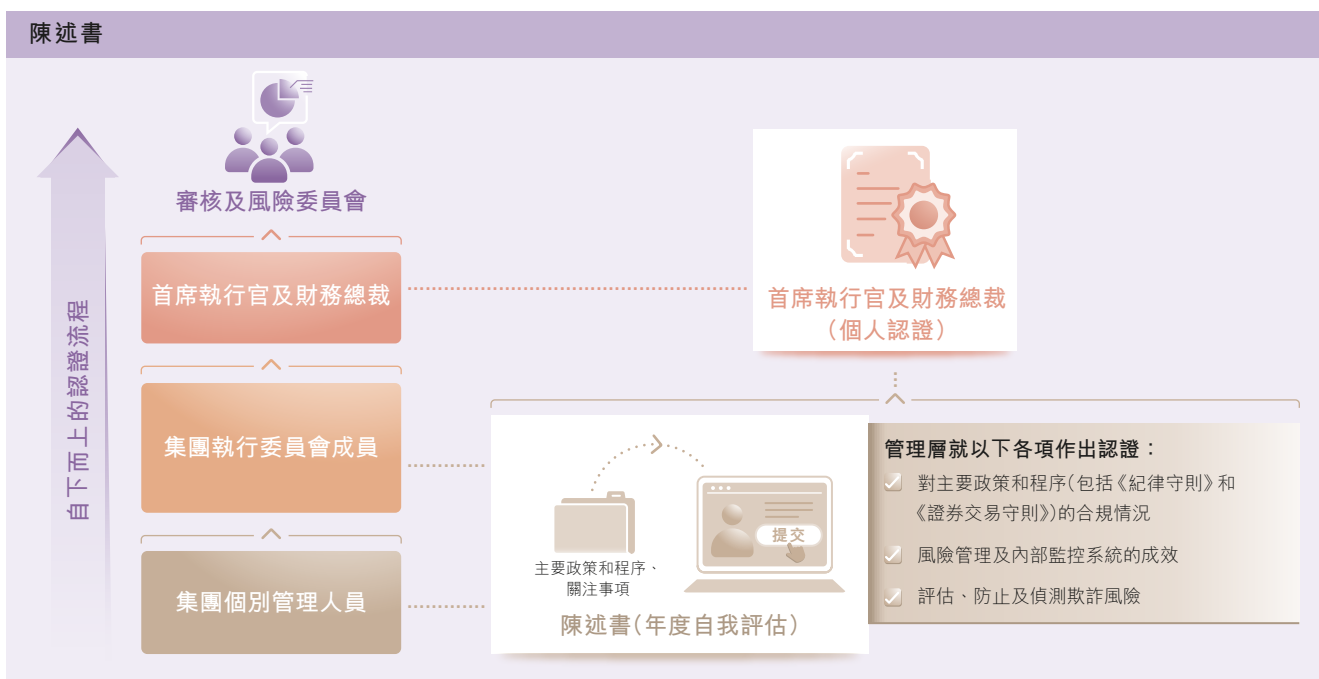 陳述書
自下而上的認證流程
審核及風險委員會
首席執行官及財務總裁
集團執行委員會成員
集團個別管理人員
首席執行官及財務總裁
（個人認證）
主要政策和程序、
關注事項
提交
陳述書（年度自我評估）
管理層就以下各項作出認證：
對主要政策和程序（包括《紀律守則》和
《證券交易守則》）的合規情況
風險管理及內部監控系統的成效
評估、防止及偵測欺詐風險